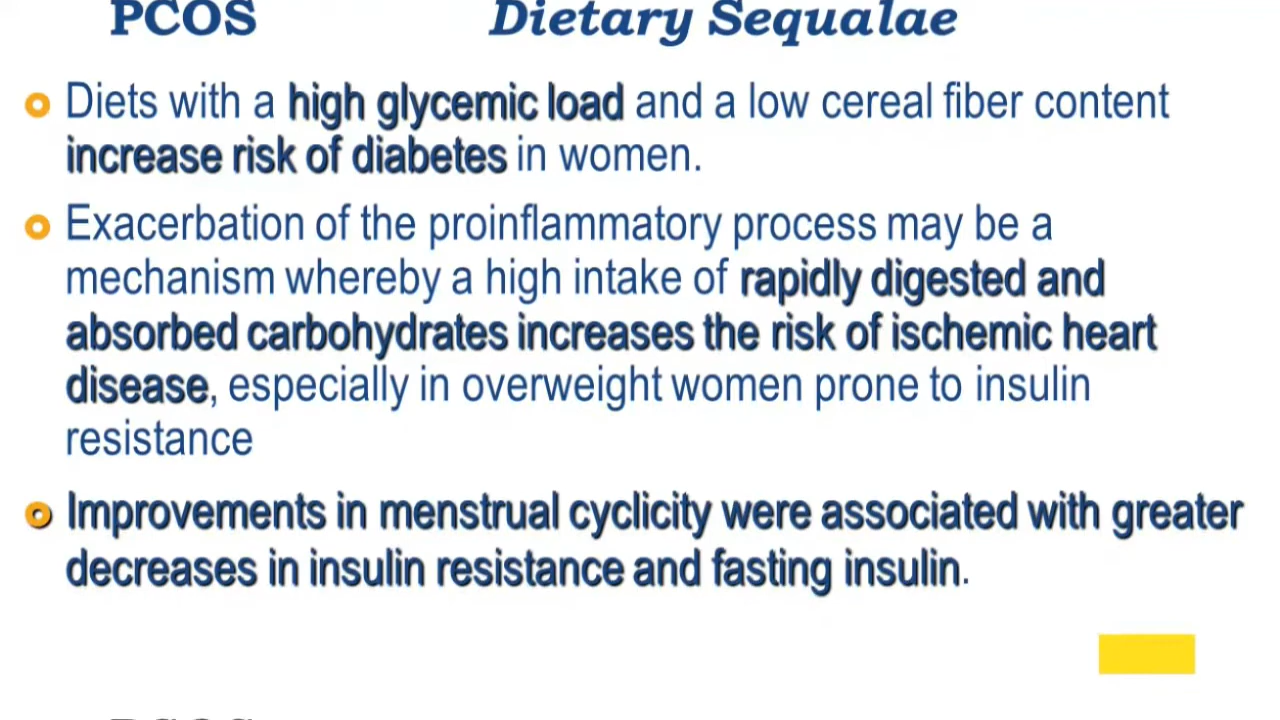 PCOS Dietary Sequalae
Diets with a high glycemic load and a low cereal fiber content
increase risk of diabetes in women.
Exacerbation of the proinflammatory process may be a
mechanism whereby a high intake of rapidly digested and
absorbed carbohydrates increases the risk of ischemic heart
disease, especially in overweight women prone to insulin
resistance
Improvements in menstrual cyclicity were associated with greater
decreases in insulin resistance and fasting insulin.